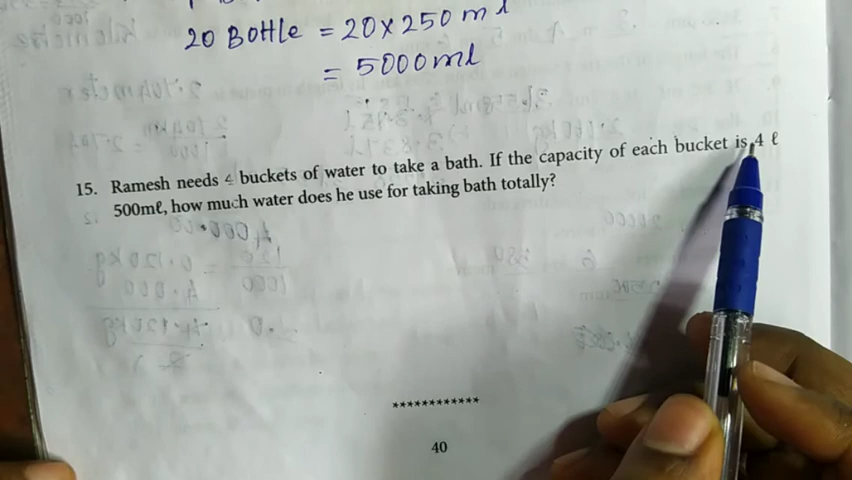 20 Bottle = 20 × 250 ml
= 5000 ml
15. Ramesh needs 4 buckets of water to take a bath. If the capacity of each bucket is 4 ℓ
500mℓ, how much water does he use for taking bath totally?
************
40